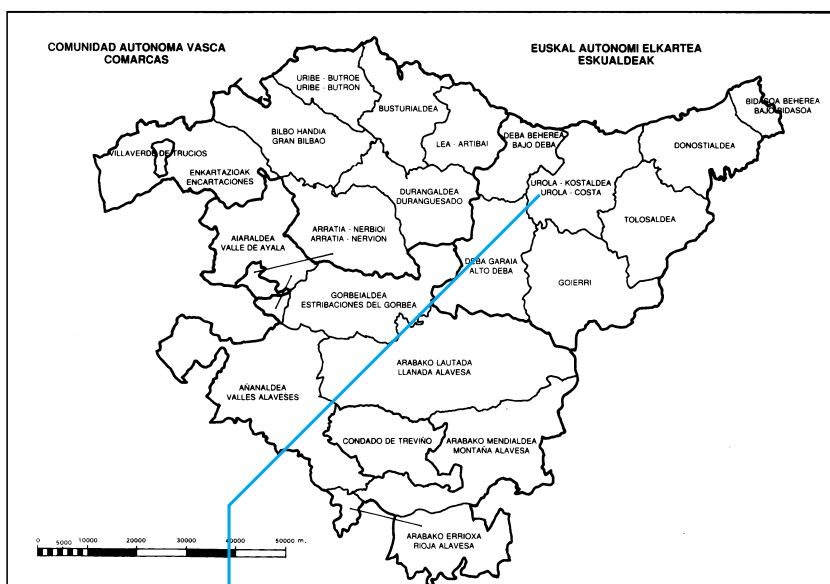 COMUNIDAD AUTONOMA VASCA
COMARCAS
EUSKAL AUTONOMI ELKARTEA
ESKUALDEAK
URIBE - BUTROE
URIBE - BUTRON
BUSTURIALDEA
BIDASOA BEHEREA
BAJO BIDASOA
BILBO HANDIA
GRAN BILBAO
LEA - ARTIBAI
DEBA BEHEREA
BAJO DEBA
DONOSTIALDEA
VILLAVERDE DE TRUCIOS
ENKARTAZIOAK
ENCARTACIONES
DURANGALDEA
DURANGUESADO
UROLA - KOSTALDEA
UROLA - COSTA
TOLOSALDEA
ARRATIA - NERBIOI
ARRATIA - NERVION
AIARALDEA
VALLE DE AYALA
DEBA GARAIA
ALTO DEBA
GOIERRI
GORBEIALDEA
ESTRIBACIONES DEL GORBEA
ARABAKO LAUTADA
LLANADA ALAVESA
AÑANALDEA
VALLES ALAVESES
CONDADO DE TREVIÑO
ARABAKO MENDIALDEA
MONTAÑA ALAVESA
ARABAKO ERRIOXA
RIOJA ALAVESA
0 5000 10000 20000 30000 40000 50000 m.